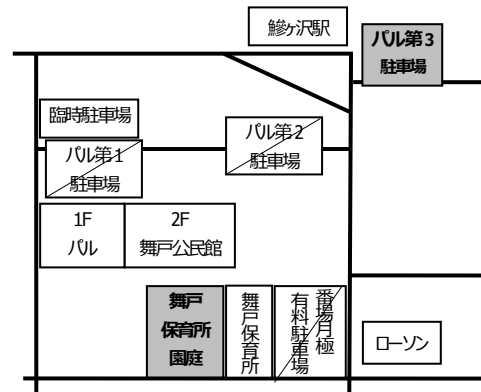 鰺ヶ沢駅
パル第3
駐車場
臨時駐車場
パル第1
駐車場
パル第2
駐車場
1F
パル
2F
舞戸公民館
舞戸
保育所
園庭
舞戸保育所
番場月極
有料駐車場
ローソン